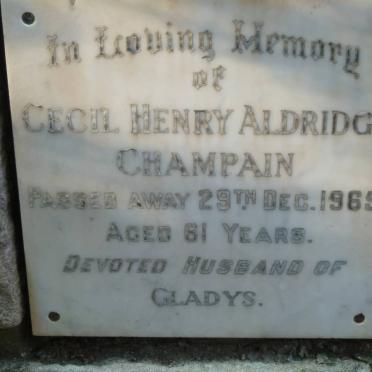 In Loving Memory
of
CECIL HENRY ALDRIDG
CHAMPAIN
PASSED AWAY 29TH DEC. 1965
AGED 61 YEARS.
DEVOTED HUSBAND OF
GLADYS.